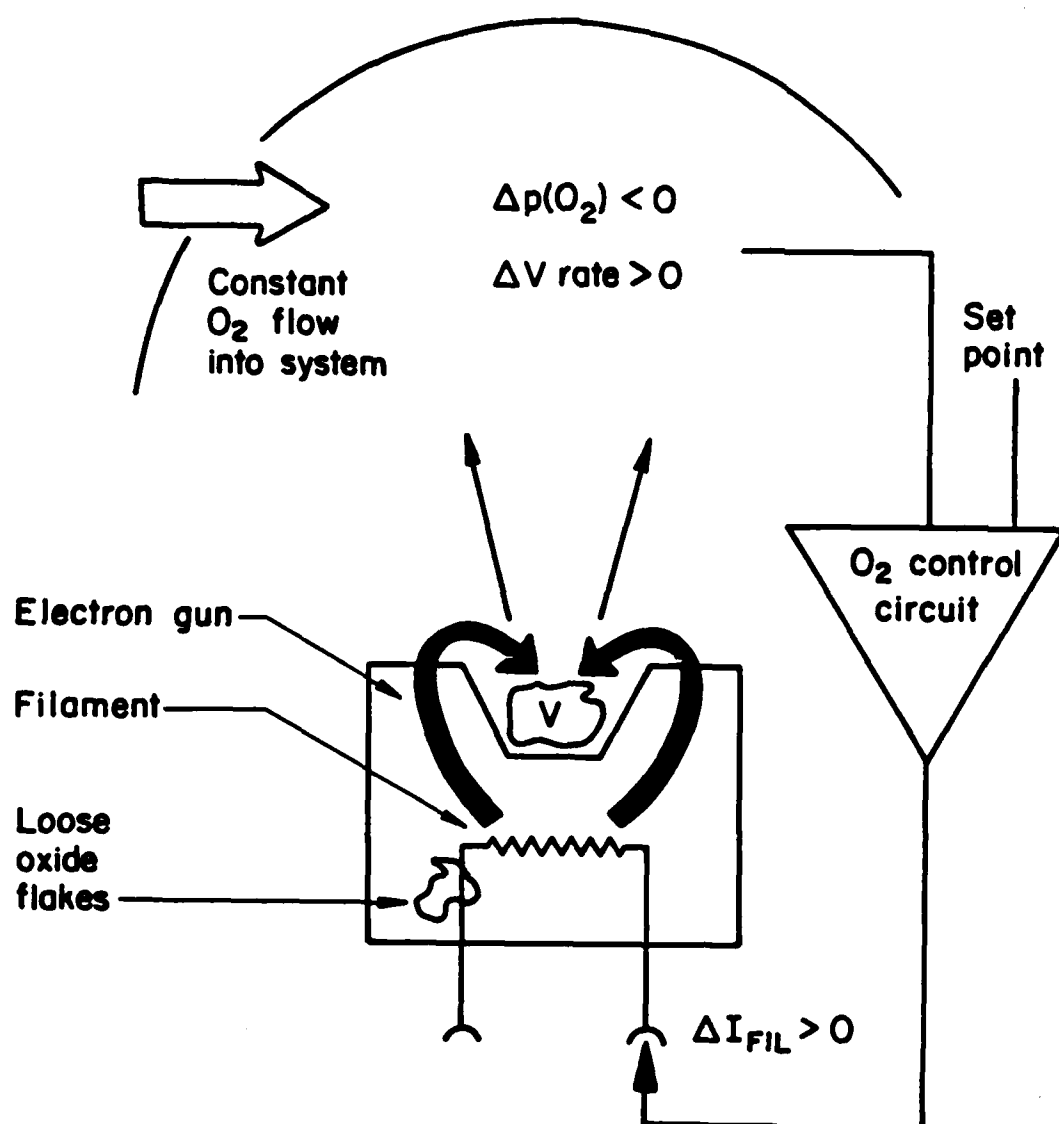 Δp(O₂) < 0
ΔV rate > 0
Constant
O₂ flow
into system
Set
point
O₂ control
circuit
Electron gun
Filament
V
Loose
oxide
flakes
ΔI_FIL > 0